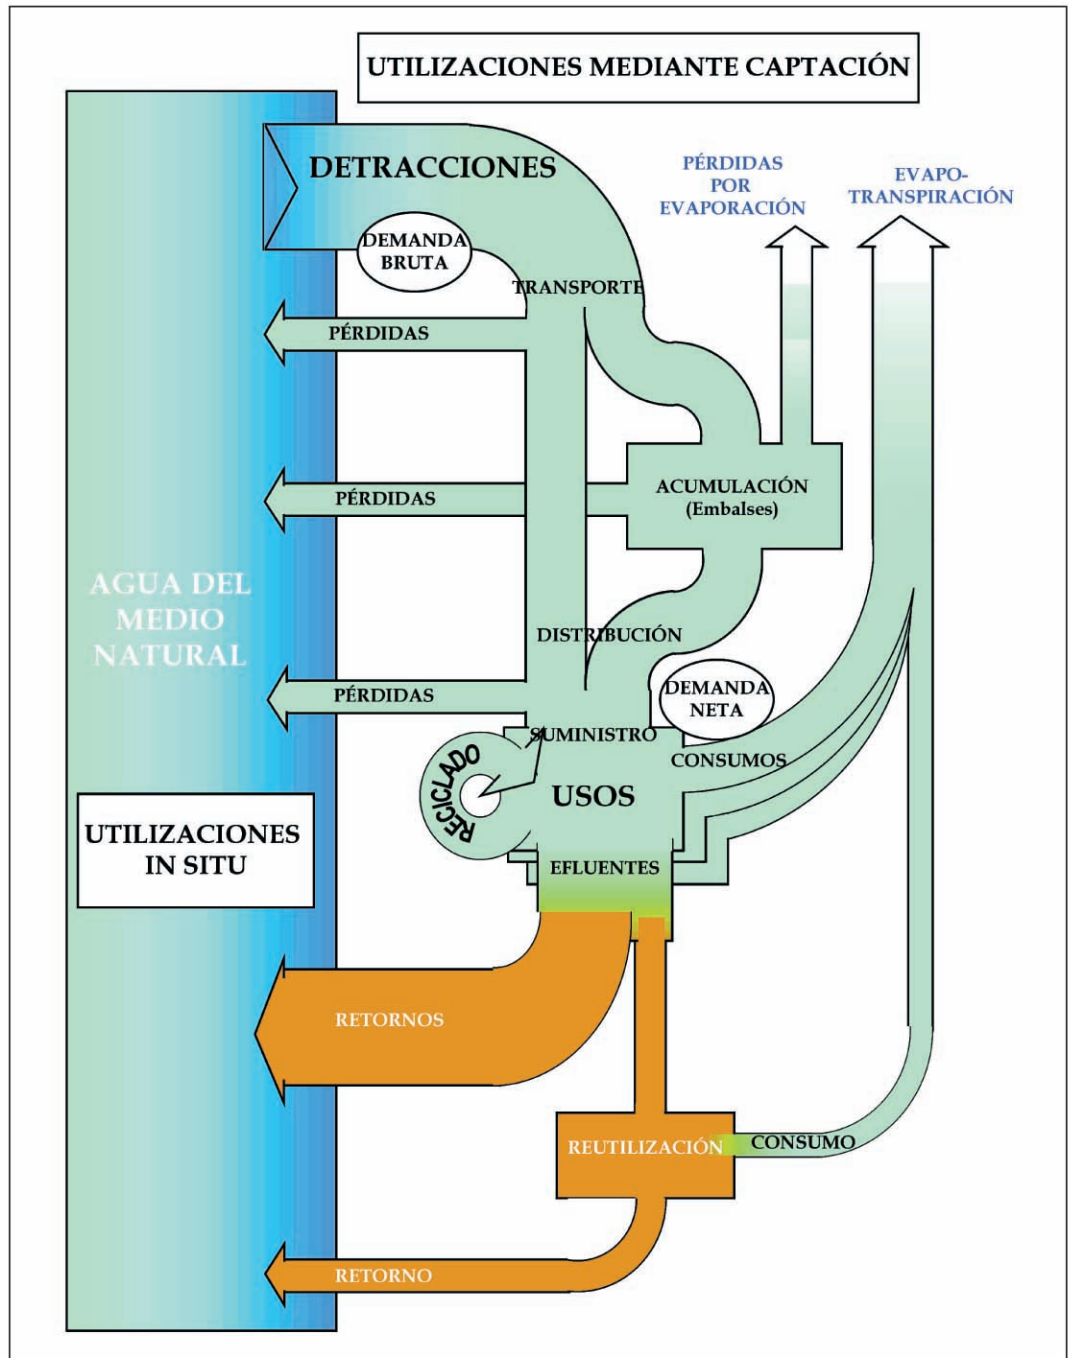 UTILIZACIONES MEDIANTE CAPTACIÓN
DETRACCIONES
DEMANDA
BRUTA
PÉRDIDAS
POR
EVAPORACIÓN
EVAPO-
TRANSPIRACIÓN
TRANSPORTE
PÉRDIDAS
PÉRDIDAS
ACUMULACIÓN
(Embalses)
AGUA DEL
MEDIO
NATURAL
DISTRIBUCIÓN
PÉRDIDAS
DEMANDA
NETA
SUMINISTRO
CONSUMOS
RECICLADO
USOS
UTILIZACIONES
IN SITU
EFLUENTES
RETORNOS
REUTILIZACIÓN
CONSUMO
RETORNO